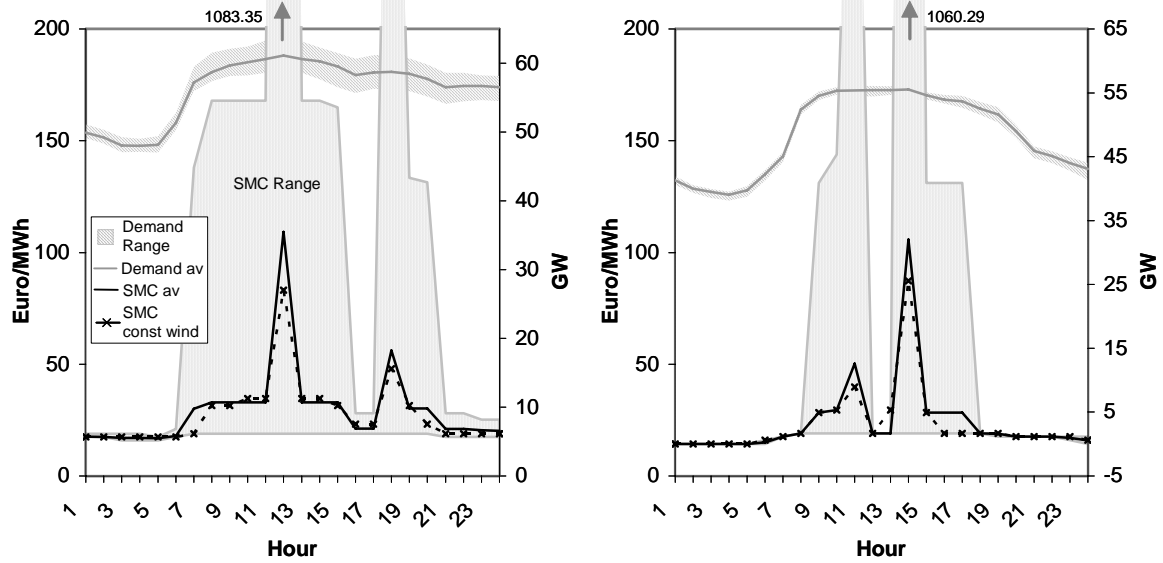 1083.35
200
150
100
50
0
Euro/MWh
60
50
40
30
20
10
0
GW
SMC Range
Demand
Range
Demand av
SMC av
SMC
const wind
1 3 5 7 9 11 13 15 17 19 21 23
Hour
1060.29
200
150
100
50
0
Euro/MWh
65
55
45
35
25
15
5
-5
GW
1 3 5 7 9 11 13 15 17 19 21 23
Hour